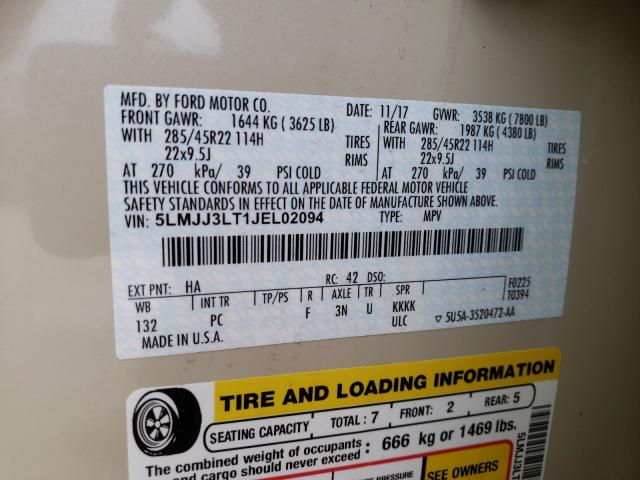 MFD. BY FORD MOTOR CO.
DATE: 11/17 GVWR: 3538 KG ( 7800 LB)
FRONT GAWR: 1644 KG ( 3625 LB) REAR GAWR: 1987 KG ( 4380 LB)
WITH 285/45R22 114H TIRES WITH 285/45R22 114H TIRES
22x9.5J RIMS 22x9.5J RIMS
AT 270 kPa/ 39 PSI COLD AT 270 kPa/ 39 PSI COLD
THIS VEHICLE CONFORMS TO ALL APPLICABLE FEDERAL MOTOR VEHICLE
SAFETY STANDARDS IN EFFECT ON THE DATE OF MANUFACTURE SHOWN ABOVE.
VIN: 5LMJJ3LT1JEL02094 TYPE: MPV
EXT PNT: HA RC: 42 DSO: F0225
WB INT TR TP/PS R AXLE TR SPR T0394
132 PC F 3N U KKKK
ULC ▽ 5U5A-3520472-AA
MADE IN U.S.A.
TIRE AND LOADING INFORMATION
SEATING CAPACITY TOTAL: 7 FRONT: 2 REAR: 5
The combined weight of occupants
and cargo should never exceed: 666 kg or 1469 lbs.
PRESSURE SEE OWNERS
5LMJJ3LT